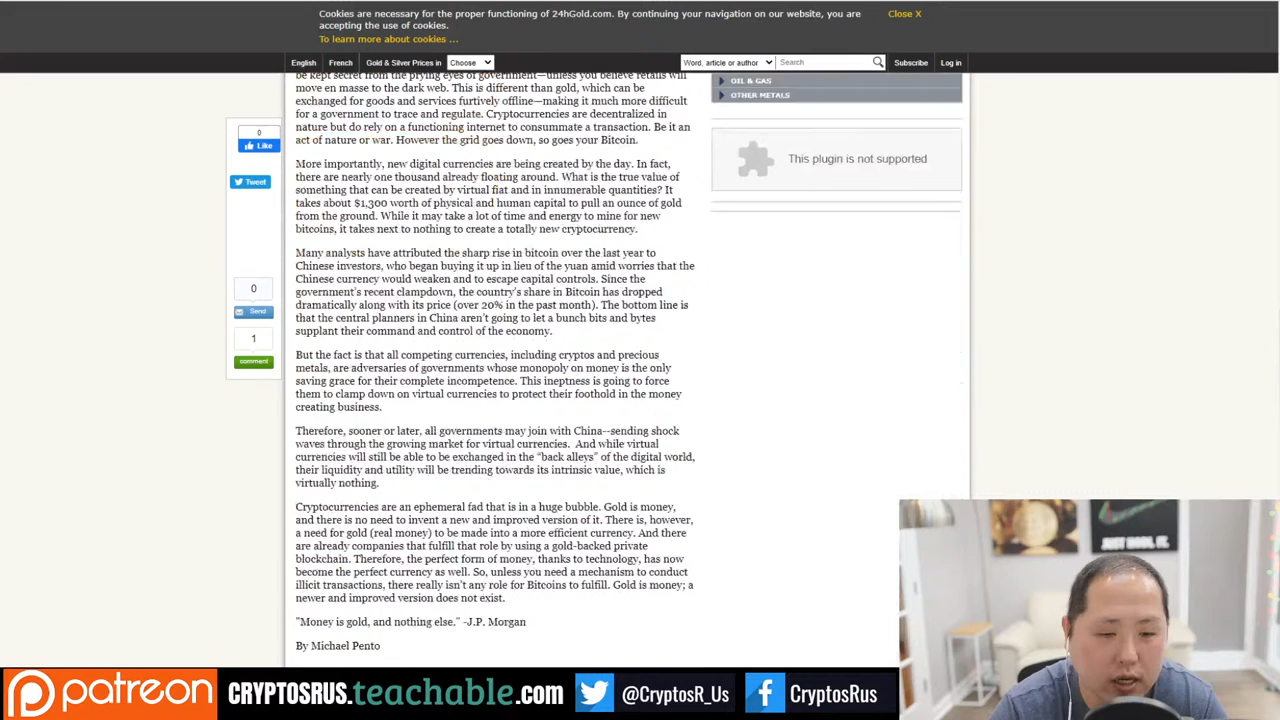 Cookies are necessary for the proper functioning of 24hGold.com. By continuing your navigation on our website, you are
accepting the use of cookies.
To learn more about cookies ...
Close X
English French Gold & Silver Prices in Choose Word, article or author Search Subscribe Log in
be kept secret from the prying eyes of government—unless you believe retails will
move en masse to the dark web. This is different than gold, which can be
exchanged for goods and services furtively offline—making it much more difficult
for a government to trace and regulate. Cryptocurrencies are decentralized in
nature but do rely on a functioning internet to consummate a transaction. Be it an
act of nature or war. However the grid goes down, so goes your Bitcoin.
More importantly, new digital currencies are being created by the day. In fact,
there are nearly one thousand already floating around. What is the true value of
something that can be created by virtual fiat and in innumerable quantities? It
takes about $1,300 worth of physical and human capital to pull an ounce of gold
from the ground. While it may take a lot of time and energy to mine for new
bitcoins, it takes next to nothing to create a totally new cryptocurrency.
Many analysts have attributed the sharp rise in bitcoin over the last year to
Chinese investors, who began buying it up in lieu of the yuan amid worries that the
Chinese currency would weaken and to escape capital controls. Since the
government's recent clampdown, the country's share in Bitcoin has dropped
dramatically along with its price (over 20% in the past month). The bottom line is
that the central planners in China aren't going to let a bunch bits and bytes
supplant their command and control of the economy.
But the fact is that all competing currencies, including cryptos and precious
metals, are adversaries of governments whose monopoly on money is the only
saving grace for their complete incompetence. This ineptness is going to force
them to clamp down on virtual currencies to protect their foothold in the money
creating business.
Therefore, sooner or later, all governments may join with China--sending shock
waves through the growing market for virtual currencies. And while virtual
currencies will still be able to be exchanged in the “back alleys” of the digital world,
their liquidity and utility will be trending towards its intrinsic value, which is
virtually nothing.
Cryptocurrencies are an ephemeral fad that is in a huge bubble. Gold is money,
and there is no need to invent a new and improved version of it. There is, however,
a need for gold (real money) to be made into a more efficient currency. And there
are already companies that fulfill that role by using a gold-backed private
blockchain. Therefore, the perfect form of money, thanks to technology, has now
become the perfect currency as well. So, unless you need a mechanism to conduct
illicit transactions, there really isn't any role for Bitcoins to fulfill. Gold is money; a
newer and improved version does not exist.
"Money is gold, and nothing else." -J.P. Morgan
By Michael Pento
0
Like
Tweet
0
Send
1
comment
OIL & GAS
OTHER METALS
This plugin is not supported
JUST HODL IT.
patreon CRYPTOSRUS.teachable.com @CryptosR_Us CryptosRus